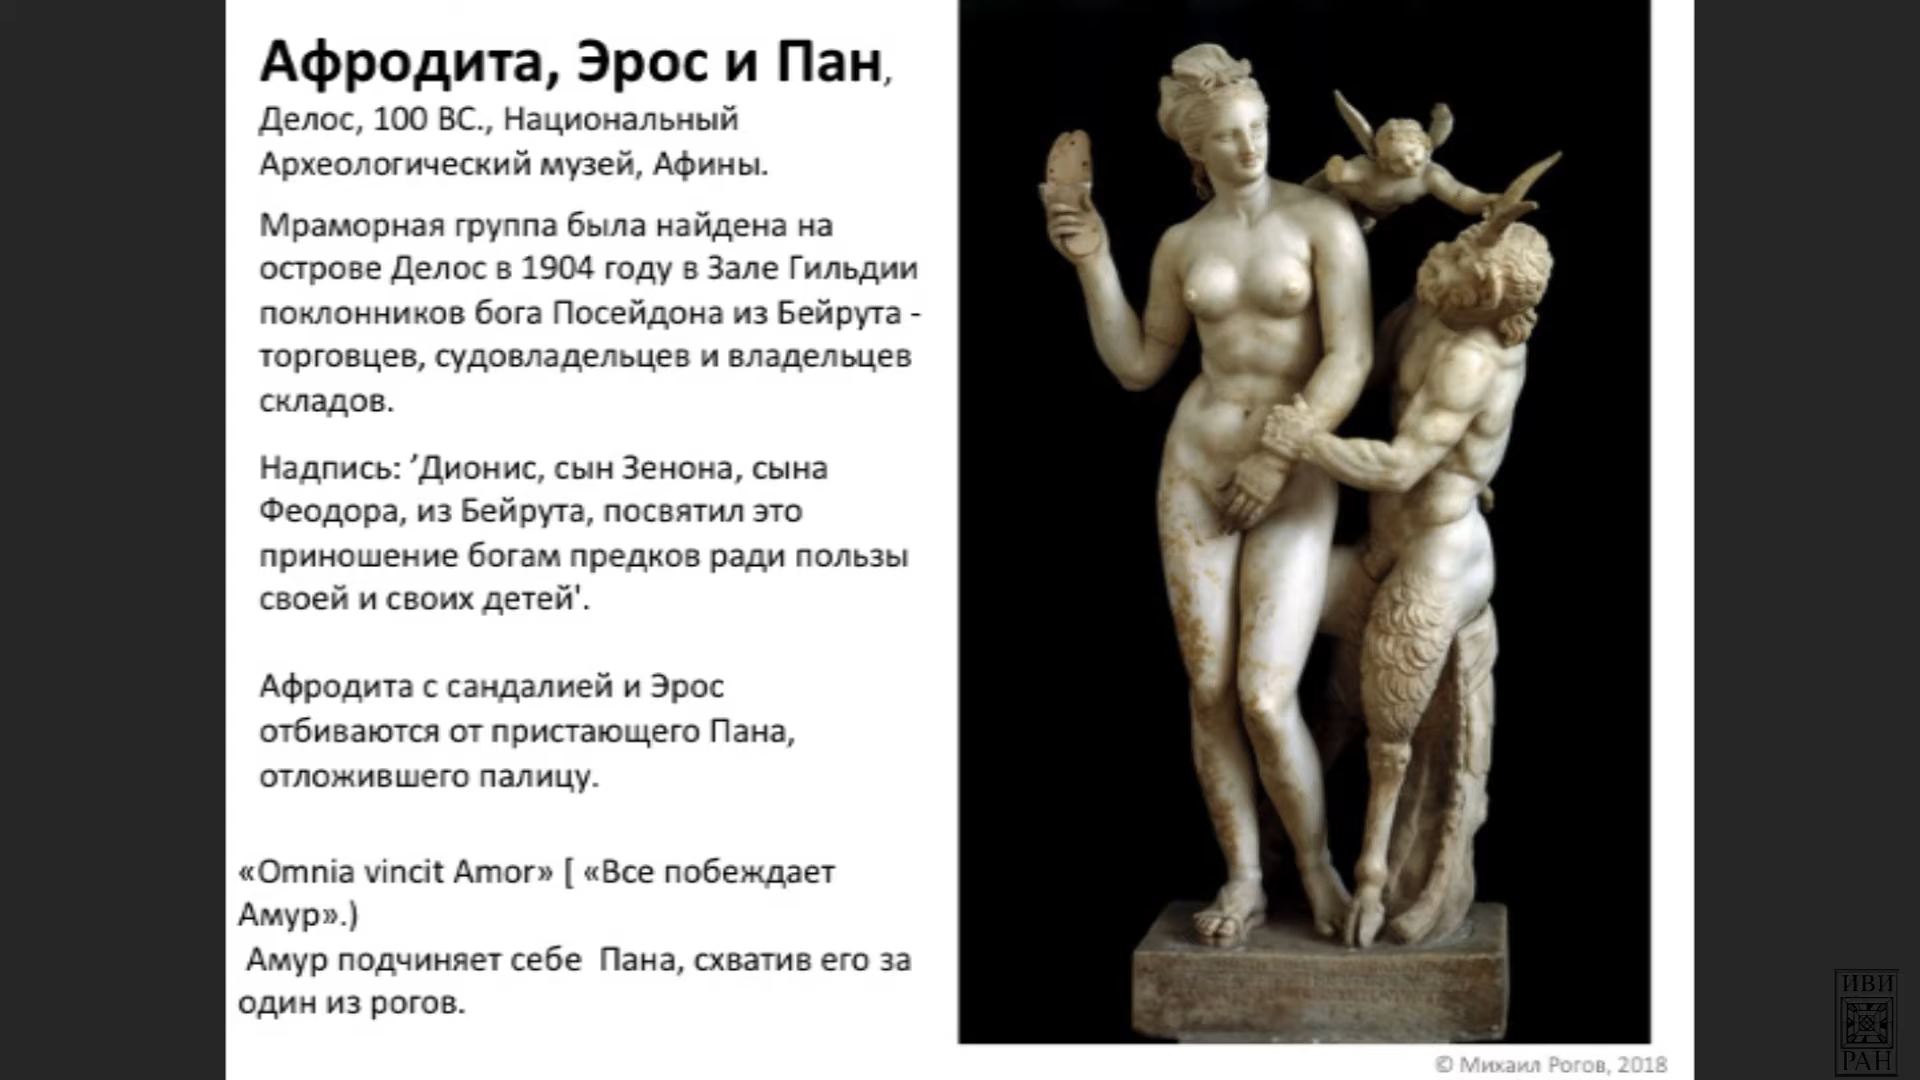 Афродита, Эрос и Пан,
Делос, 100 BC., Национальный
Археологический музей, Афины.
Мраморная группа была найдена на
острове Делос в 1904 году в Зале Гильдии
поклонников бога Посейдона из Бейрута -
торговцев, судовладельцев и владельцев
складов.
Надпись: ’Дионис, сын Зенона, сына
Феодора, из Бейрута, посвятил это
приношение богам предков ради пользы
своей и своих детей'.
Афродита с сандалией и Эрос
отбиваются от пристающего Пана,
отложившего палицу.
«Omnia vincit Amor» [ «Все побеждает
Амур».)
Амур подчиняет себе Пана, схватив его за
один из рогов.
© Михаил Рогов, 2018
ИВИ
РАН